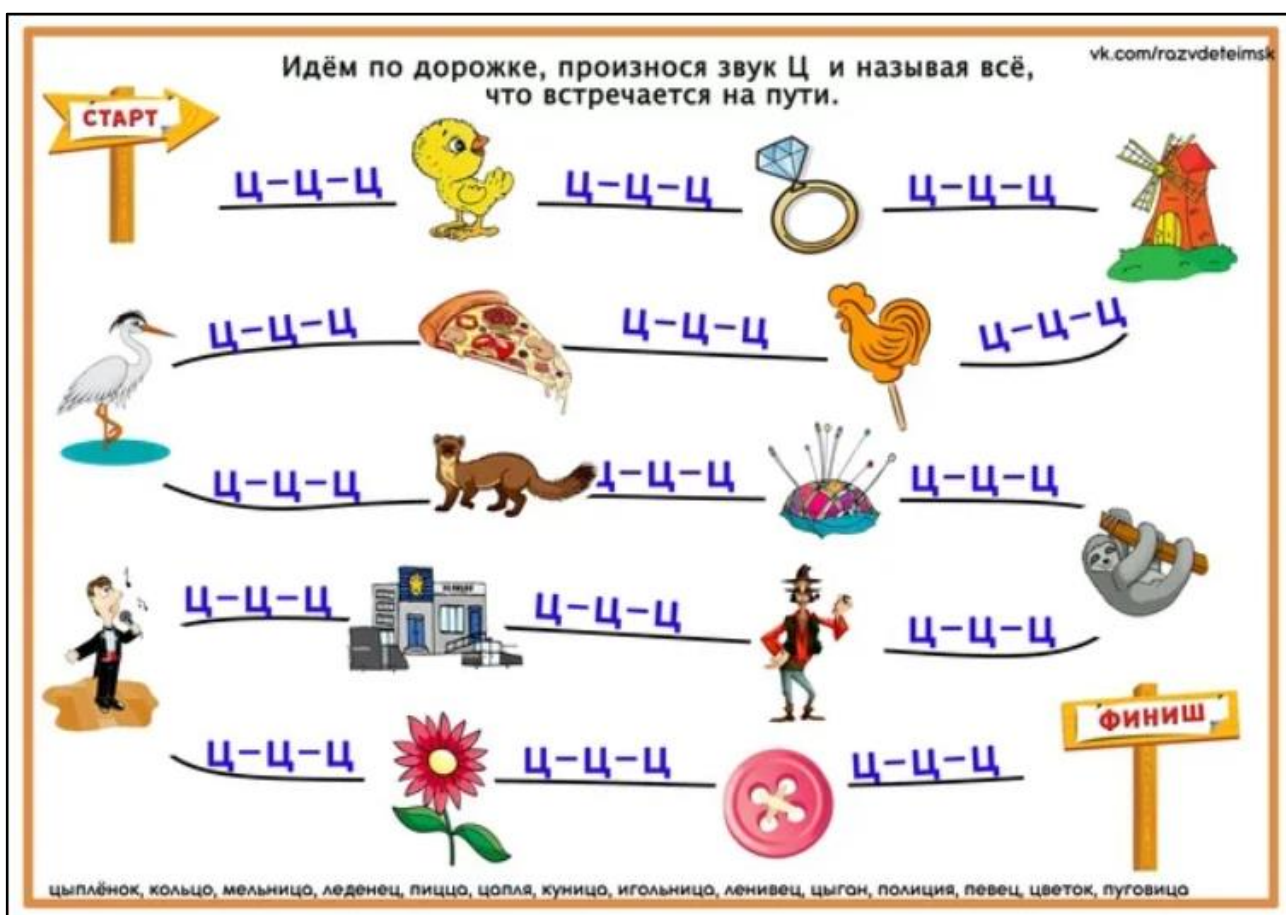 vk.com/razvdeteimsk
Идём по дорожке, произнося звук Ц и называя всё,
что встречается на пути.
СТАРТ
Ц-Ц-Ц Ц-Ц-Ц Ц-Ц-Ц
Ц-Ц-Ц Ц-Ц-Ц Ц-Ц-Ц
Ц-Ц-Ц Ц-Ц-Ц Ц-Ц-Ц
Ц-Ц-Ц Ц-Ц-Ц Ц-Ц-Ц
ФИНИШ
Ц-Ц-Ц Ц-Ц-Ц Ц-Ц-Ц
цыплёнок, кольцо, мельница, леденец, пицца, цапля, куница, игольница, ленивец, цыган, полиция, певец, цветок, пуговица